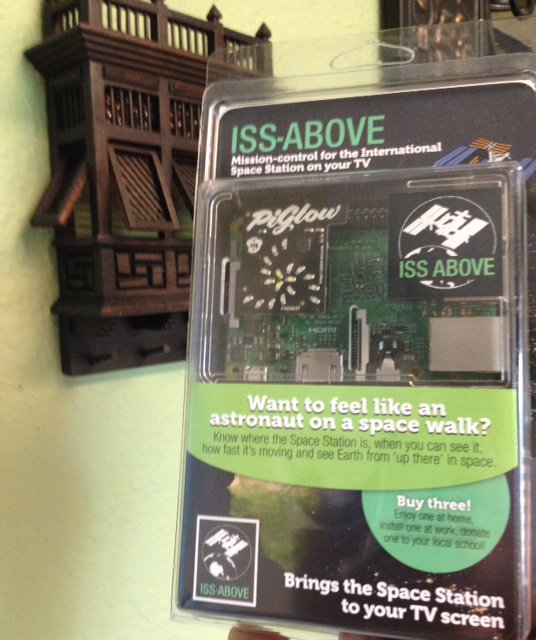 ISS-ABOVE
Mission-control for the International
Space Station on your TV
PiGlow
ISS ABOVE
HDMI
Want to feel like an
astronaut on a space walk?
Know where the Space Station is, when you can see it,
how fast it's moving and see Earth from 'up there' in space.
Buy three!
Enjoy one at home,
install one at work, donate
one to your local school!
ISS-ABOVE
Brings the Space Station
to your TV screen